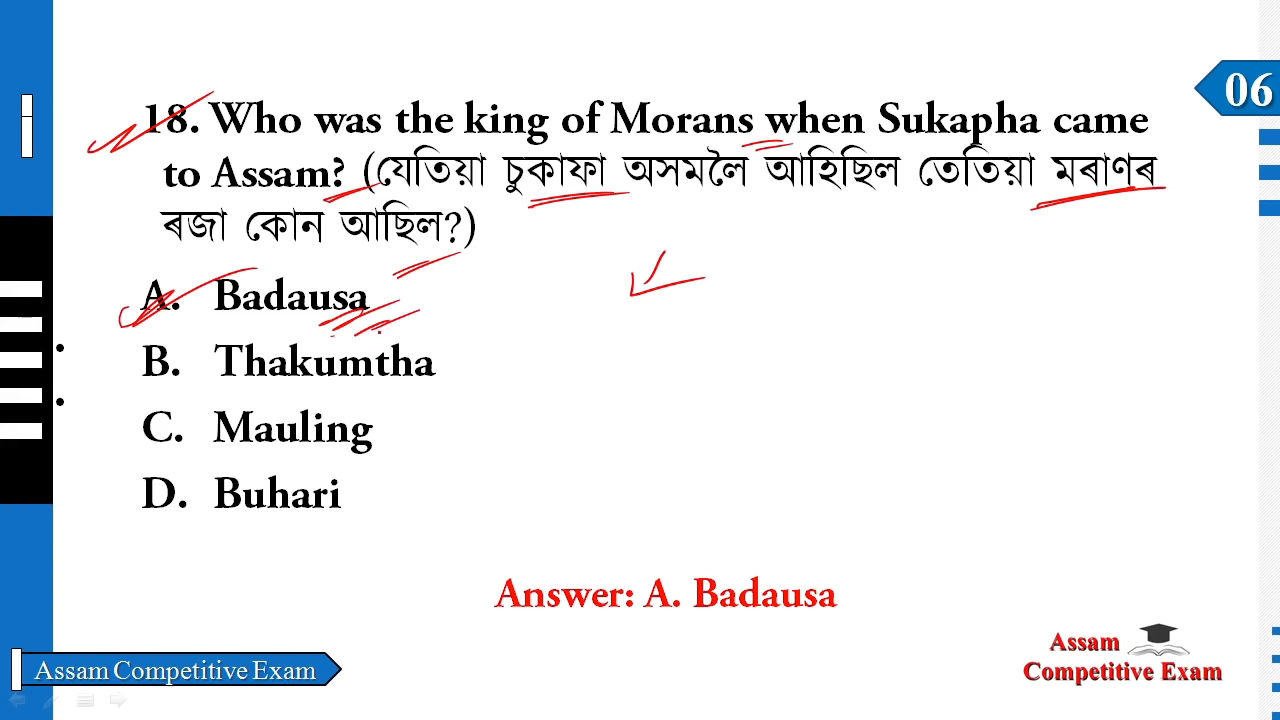 06
18. Who was the king of Morans when Sukapha came
to Assam? (যেতিয়া চুকাফা অসমলৈ আহিছিল তেতিয়া মৰাণৰ
ৰজা কোন আছিল?)
A. Badausa
B. Thakumtha
C. Mauling
D. Buhari
Answer: A. Badausa
Assam Competitive Exam
Assam
Competitive Exam